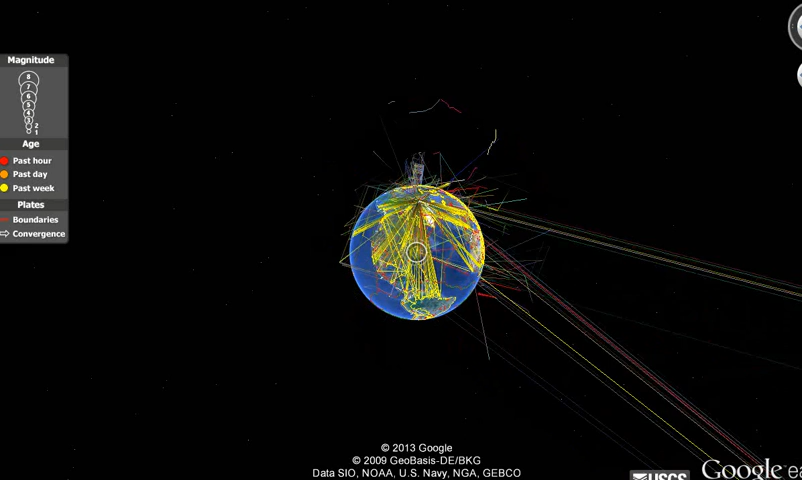 Magnitude
8
7
6
5
4
3
2
1
Age
Past hour
Past day
Past week
Plates
Boundaries
Convergence
© 2013 Google
© 2009 GeoBasis-DE/BKG
Data SIO, NOAA, U.S. Navy, NGA, GEBCO
USGS
Google ea